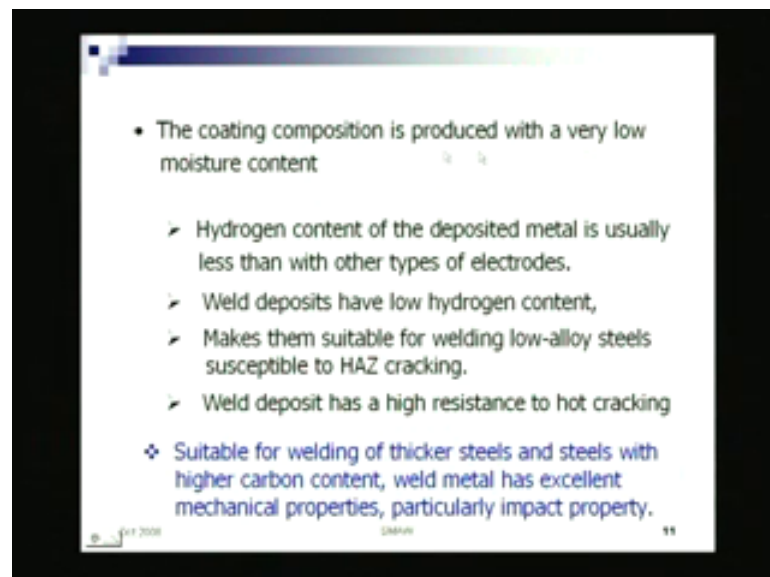 • The coating composition is produced with a very low
moisture content
➢ Hydrogen content of the deposited metal is usually
less than with other types of electrodes.
➢ Weld deposits have low hydrogen content,
➢ Makes them suitable for welding low-alloy steels
susceptible to HAZ cracking.
➢ Weld deposit has a high resistance to hot cracking
❖ Suitable for welding of thicker steels and steels with
higher carbon content, weld metal has excellent
mechanical properties, particularly impact property.
2008
11